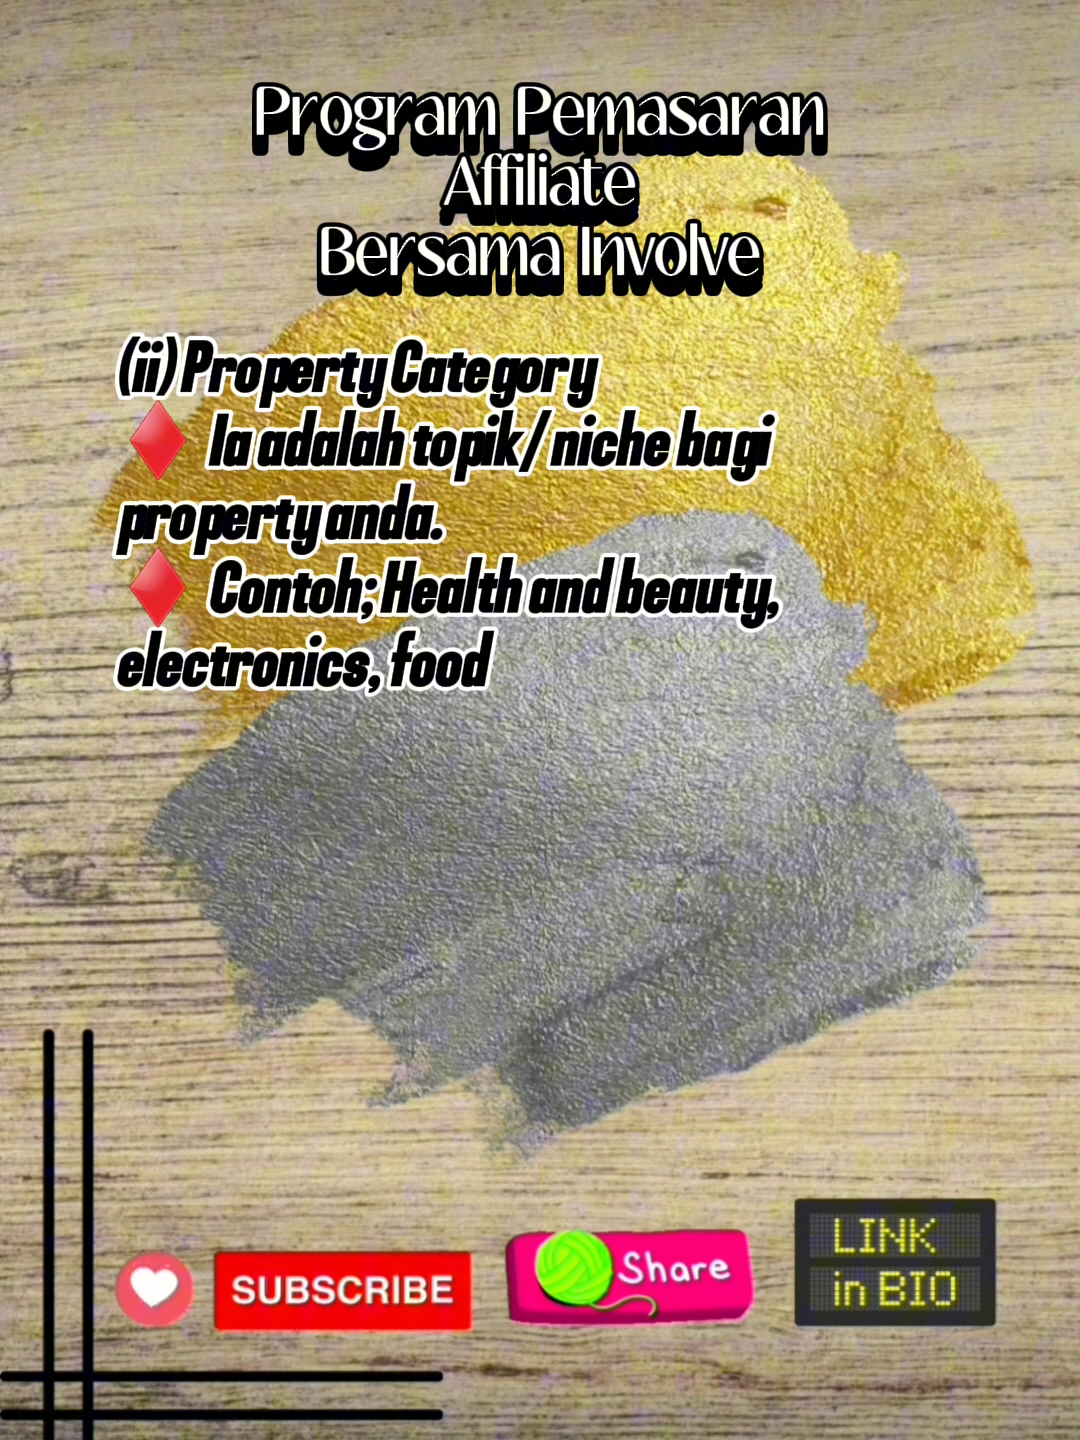 Program Pemasaran
Affiliate
Bersama Involve
(ii) Property Category
♦️ Ia adalah topik/ niche bagi
property anda.
♦️ Contoh; Health and beauty,
electronics, food
SUBSCRIBE
Share
LINK
in BIO